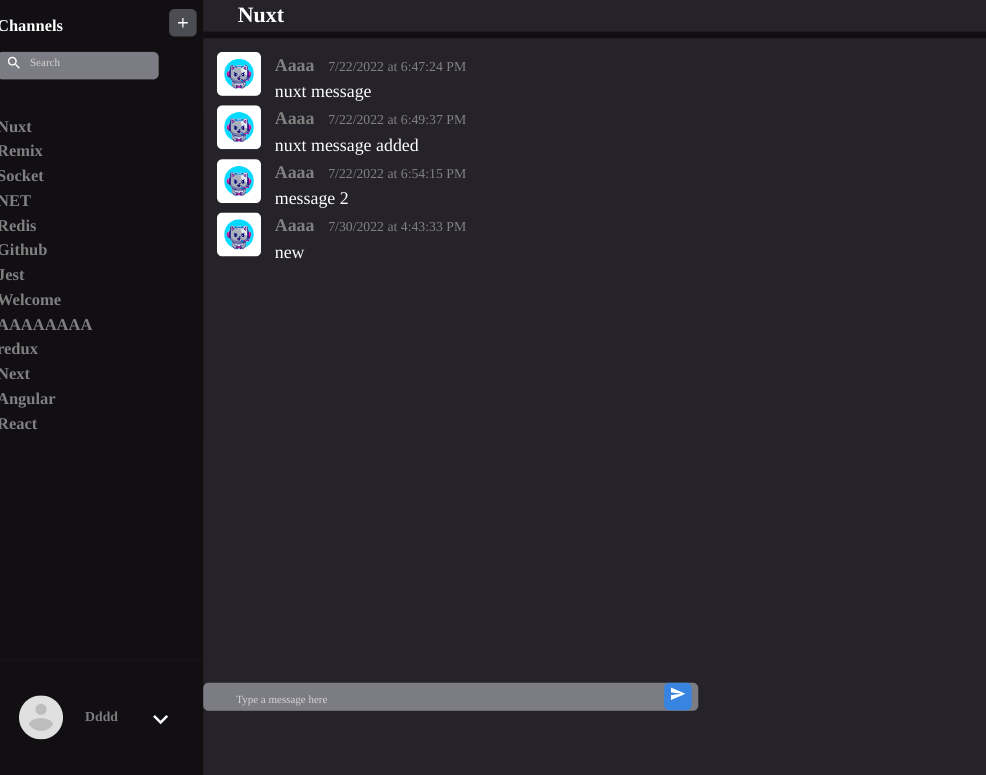 Channels
+
Search
Nuxt
Remix
Socket
NET
Redis
Github
Jest
Welcome
AAAAAAAA
redux
Next
Angular
React
Dddd
Nuxt
Aaaa 7/22/2022 at 6:47:24 PM
nuxt message
Aaaa 7/22/2022 at 6:49:37 PM
nuxt message added
Aaaa 7/22/2022 at 6:54:15 PM
message 2
Aaaa 7/30/2022 at 4:43:33 PM
new
Type a message here